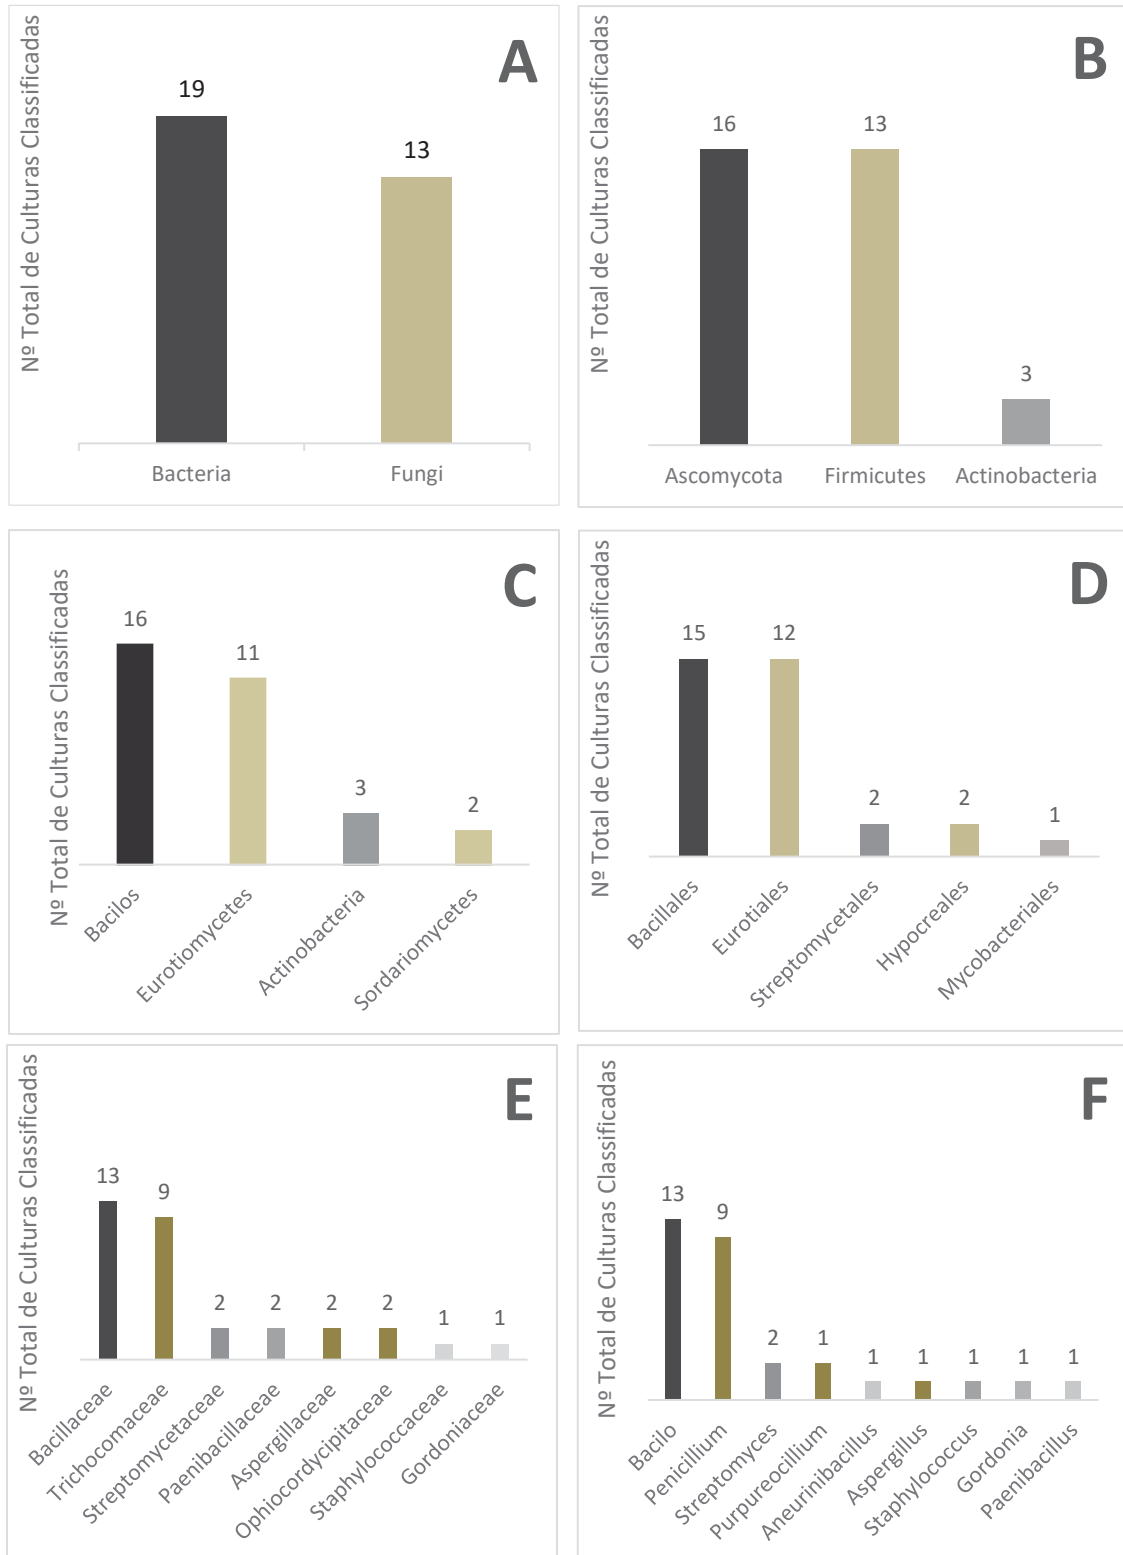 A
Nº Total de Culturas Classificadas
19
13
Bacteria
Fungi
B
Nº Total de Culturas Classificadas
16
13
3
Ascomycota
Firmicutes
Actinobacteria
C
Nº Total de Culturas Classificadas
16
11
3
2
Bacilos
Eurotiomycetes
Actinobacteria
Sordariomycetes
D
Nº Total de Culturas Classificadas
15
12
2
2
1
Bacillales
Eurotiales
Streptomycetales
Hypocreales
Mycobacteriales
E
Nº Total de Culturas Classificadas
13
9
2
2
2
2
1
1
Bacillaceae
Trichocomaceae
Streptomycetaceae
Paenibacillaceae
Aspergillaceae
Ophiocordycipitaceae
Staphylococcaceae
Gordoniaceae
F
Nº Total de Culturas Classificadas
13
9
2
1
1
1
1
1
1
Bacilo
Penicillium
Streptomyces
Purpureocillium
Aneurinibacillus
Aspergillus
Staphylococcus
Gordonia
Paenibacillus